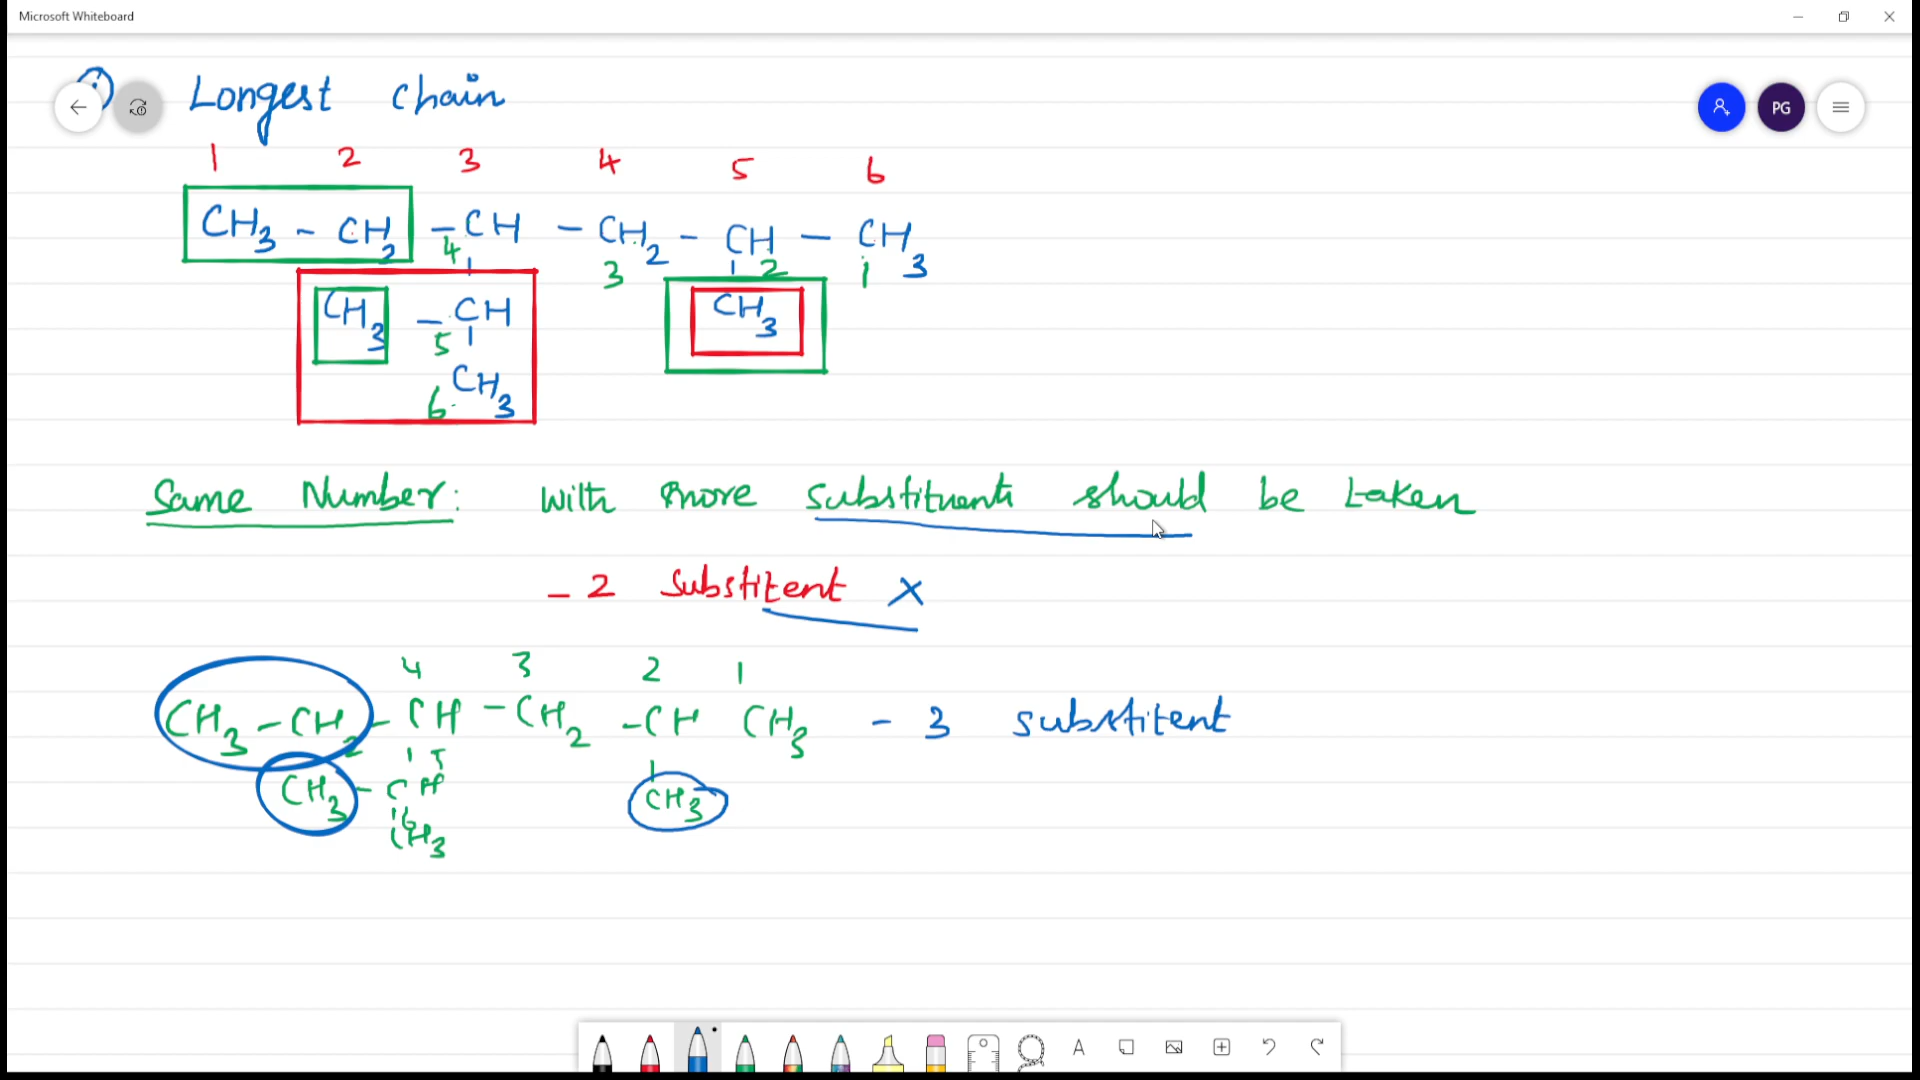 Microsoft Whiteboard
Longest chain
PG
1 2 3 4 5 6
CH3 - CH2 - CH - CH2 - CH - CH3
4 3 2 1
CH3 - CH CH3
5
CH3
6
Same Number: with more substituents should be taken
- 2 substitent X
4 3 2 1
CH3 - CH2 - CH - CH2 - CH CH3 - 3 substitent
5
CH3 - CH CH3
6
CH3
A